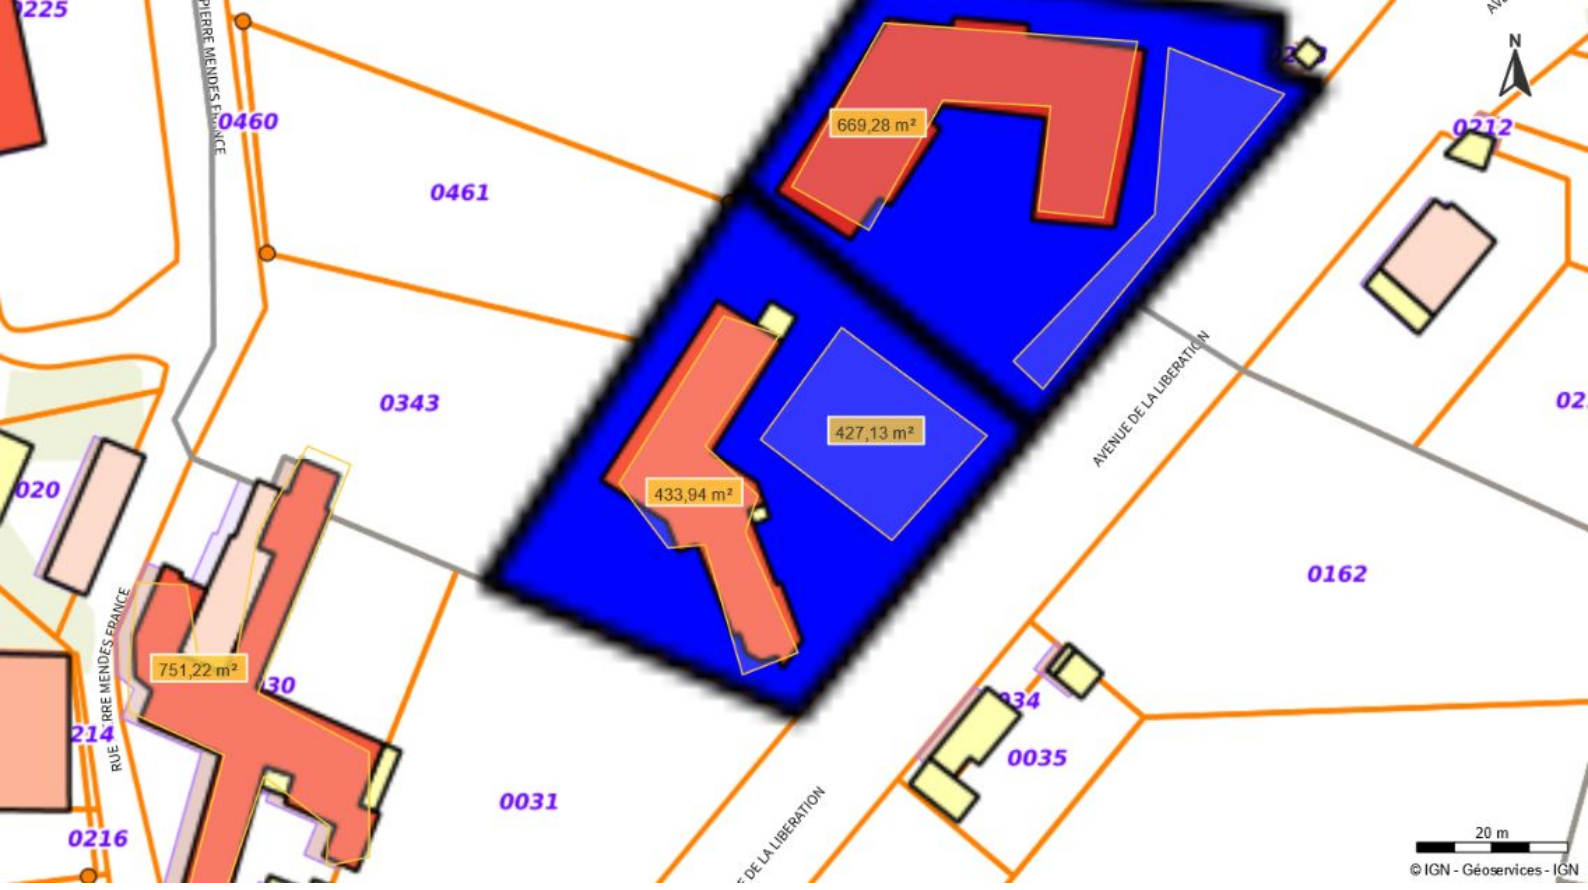 0225
PIERRE MENDES FRANCE
0460
0461
669,28 m²
N
0212
0343
427,13 m²
433,94 m²
AVENUE DE LA LIBERATION
020
0162
RUE PIERRE MENDES FRANCE
751,22 m²
30
214
034
0035
0031
0216
E DE LA LIBERATION
20 m
© IGN - Géoservices - IGN